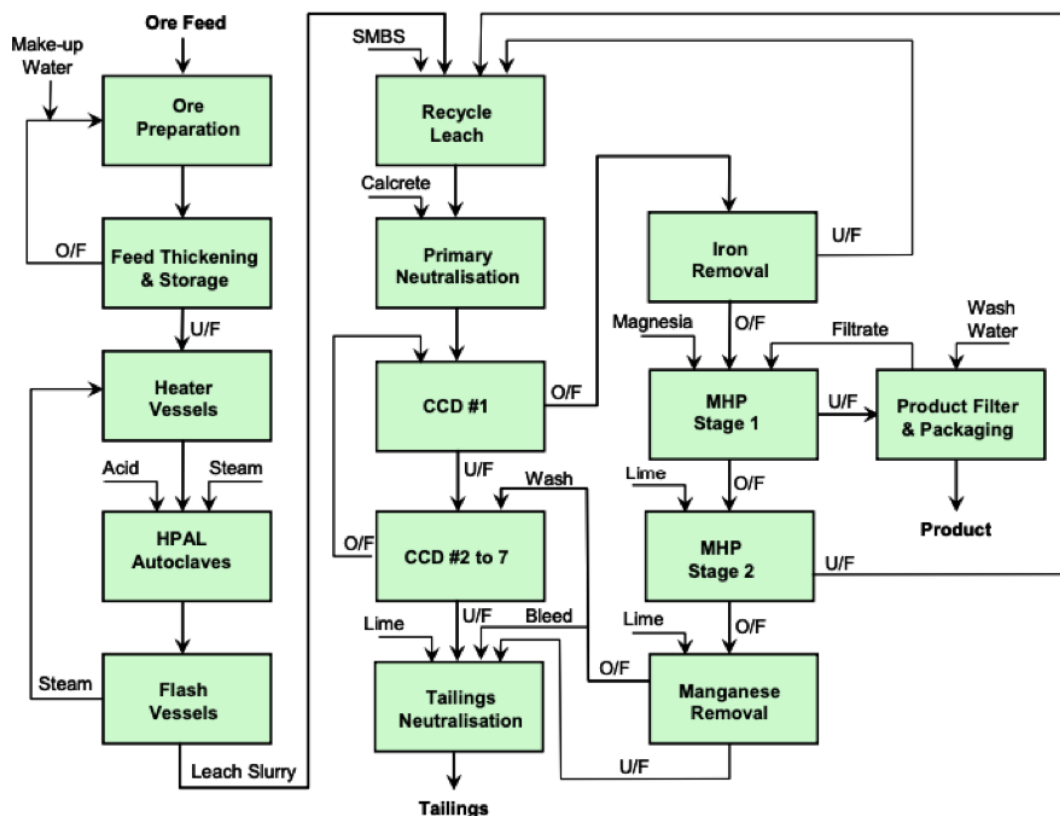 Ore Feed
Make-up
Water
Ore
Preparation
O/F
Feed Thickening
& Storage
U/F
Heater
Vessels
Acid
Steam
HPAL
Autoclaves
Steam
Flash
Vessels
Leach Slurry
SMBS
Recycle
Leach
Calcrete
Primary
Neutralisation
CCD #1
O/F
U/F
Wash
O/F
CCD #2 to 7
Lime
U/F
Bleed
Tailings
Neutralisation
Tailings
Iron
Removal
U/F
Magnesia
O/F
Filtrate
Wash
Water
MHP
Stage 1
U/F
Product Filter
& Packaging
Product
Lime
O/F
MHP
Stage 2
U/F
Lime
O/F
O/F
Manganese
Removal
U/F